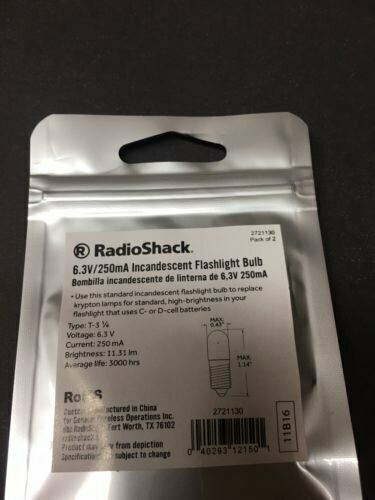 R RadioShack®
2721130
Pack of 2
6.3V/250mA Incandescent Flashlight Bulb
Bombilla incandescente de linterna de 6,3V 250mA
• Use this standard incandescent flashlight bulb to replace
krypton lamps for standard, high-brightness in your
flashlight that uses C- or D-cell batteries
Type: T-3 ¼
Voltage: 6.3 V
Current: 250 mA
Brightness: 11.31 lm
Average life: 3000 hrs
MAX.
0.43"
MAX.
1.14"
RoHS
Custom manufactured in China
for General Wireless Operations Inc.
dba RadioShack Fort Worth, TX 76102
radioshack
Product may vary from depiction
Specifications subject to change
2721130
0 40293 12150 1
11B16